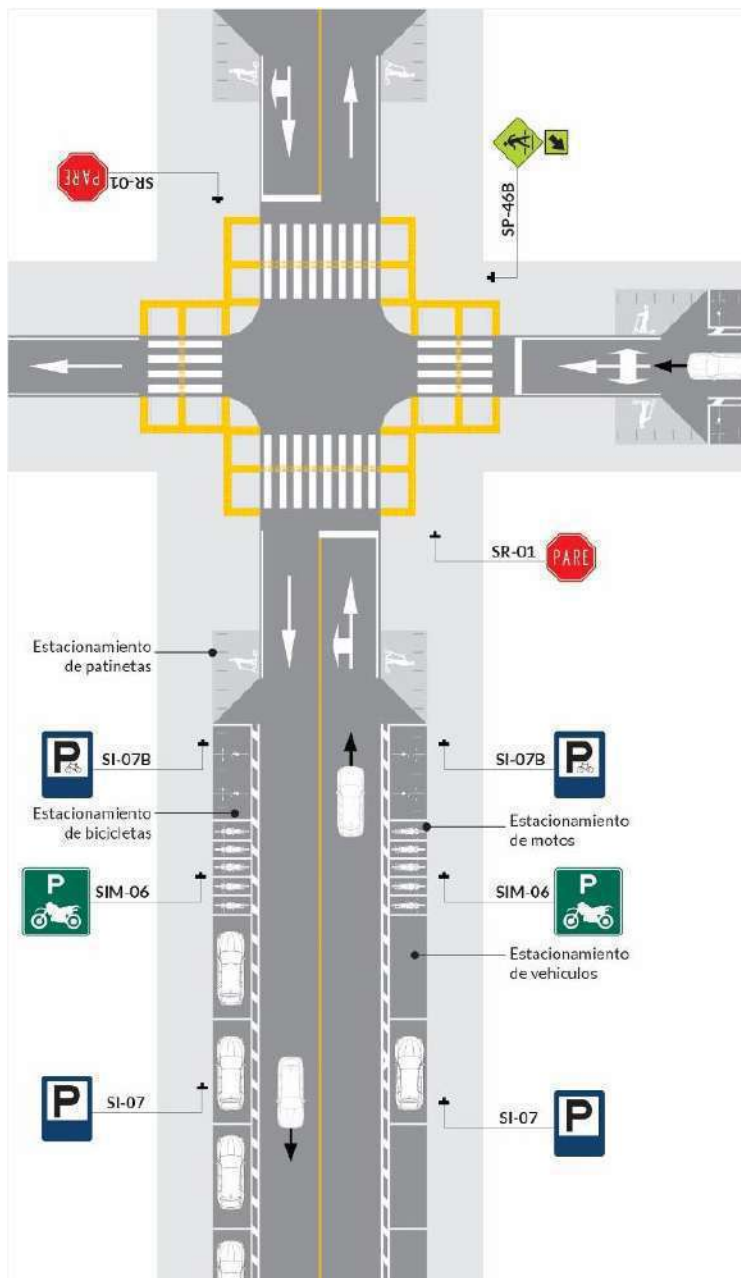 PARE
SR-01
SP-46B
SR-01
PARE
Estacionamiento
de patinetas
P
SI-07B
SI-07B
P
Estacionamiento
de bicicletas
Estacionamiento
de motos
P
SIM-06
SIM-06
P
Estacionamiento
de vehículos
P
SI-07
SI-07
P